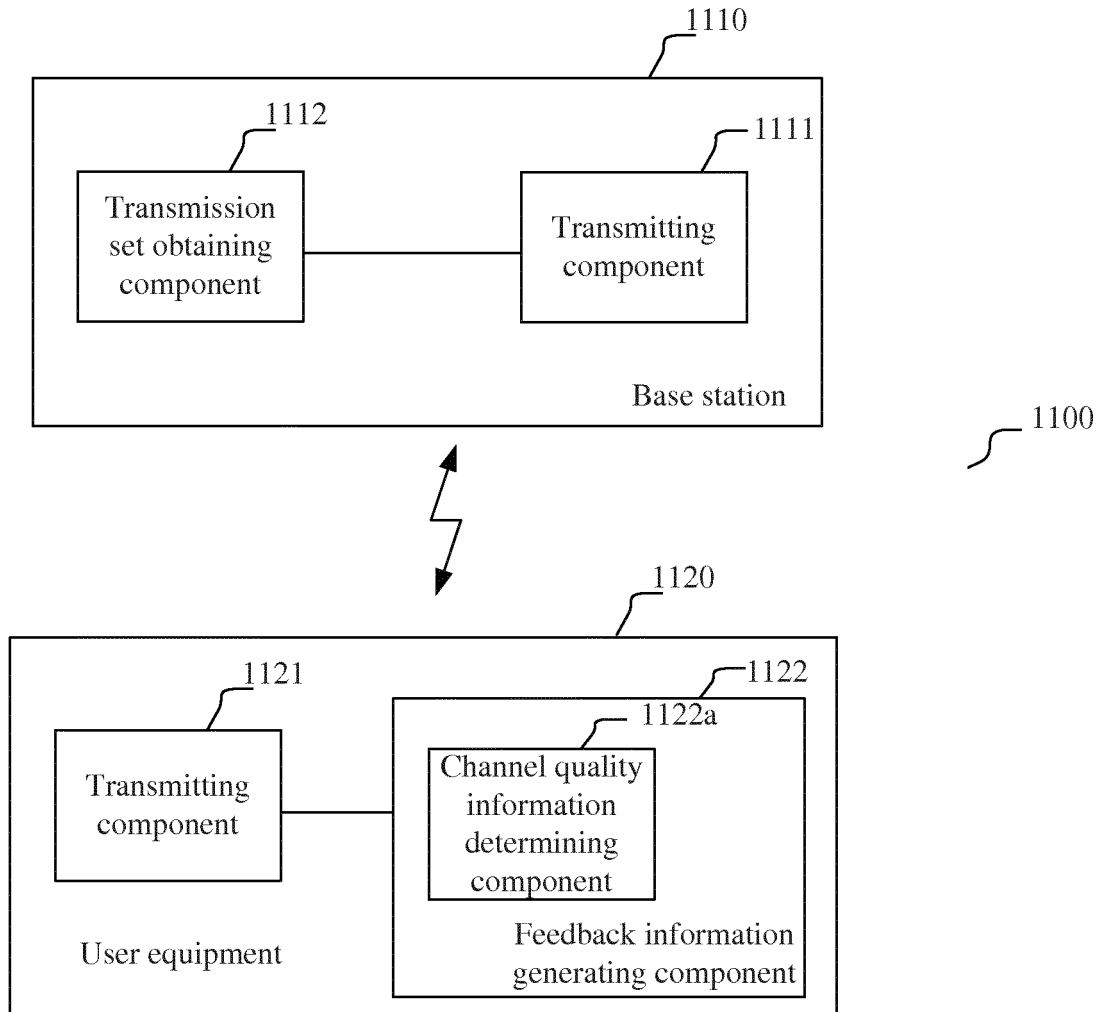 1110
1112
1111
Transmission
set obtaining
component
Transmitting
component
Base station
1100
1120
1121
1122
1122a
Transmitting
component
Channel quality
information
determining
component
User equipment
Feedback information
generating component